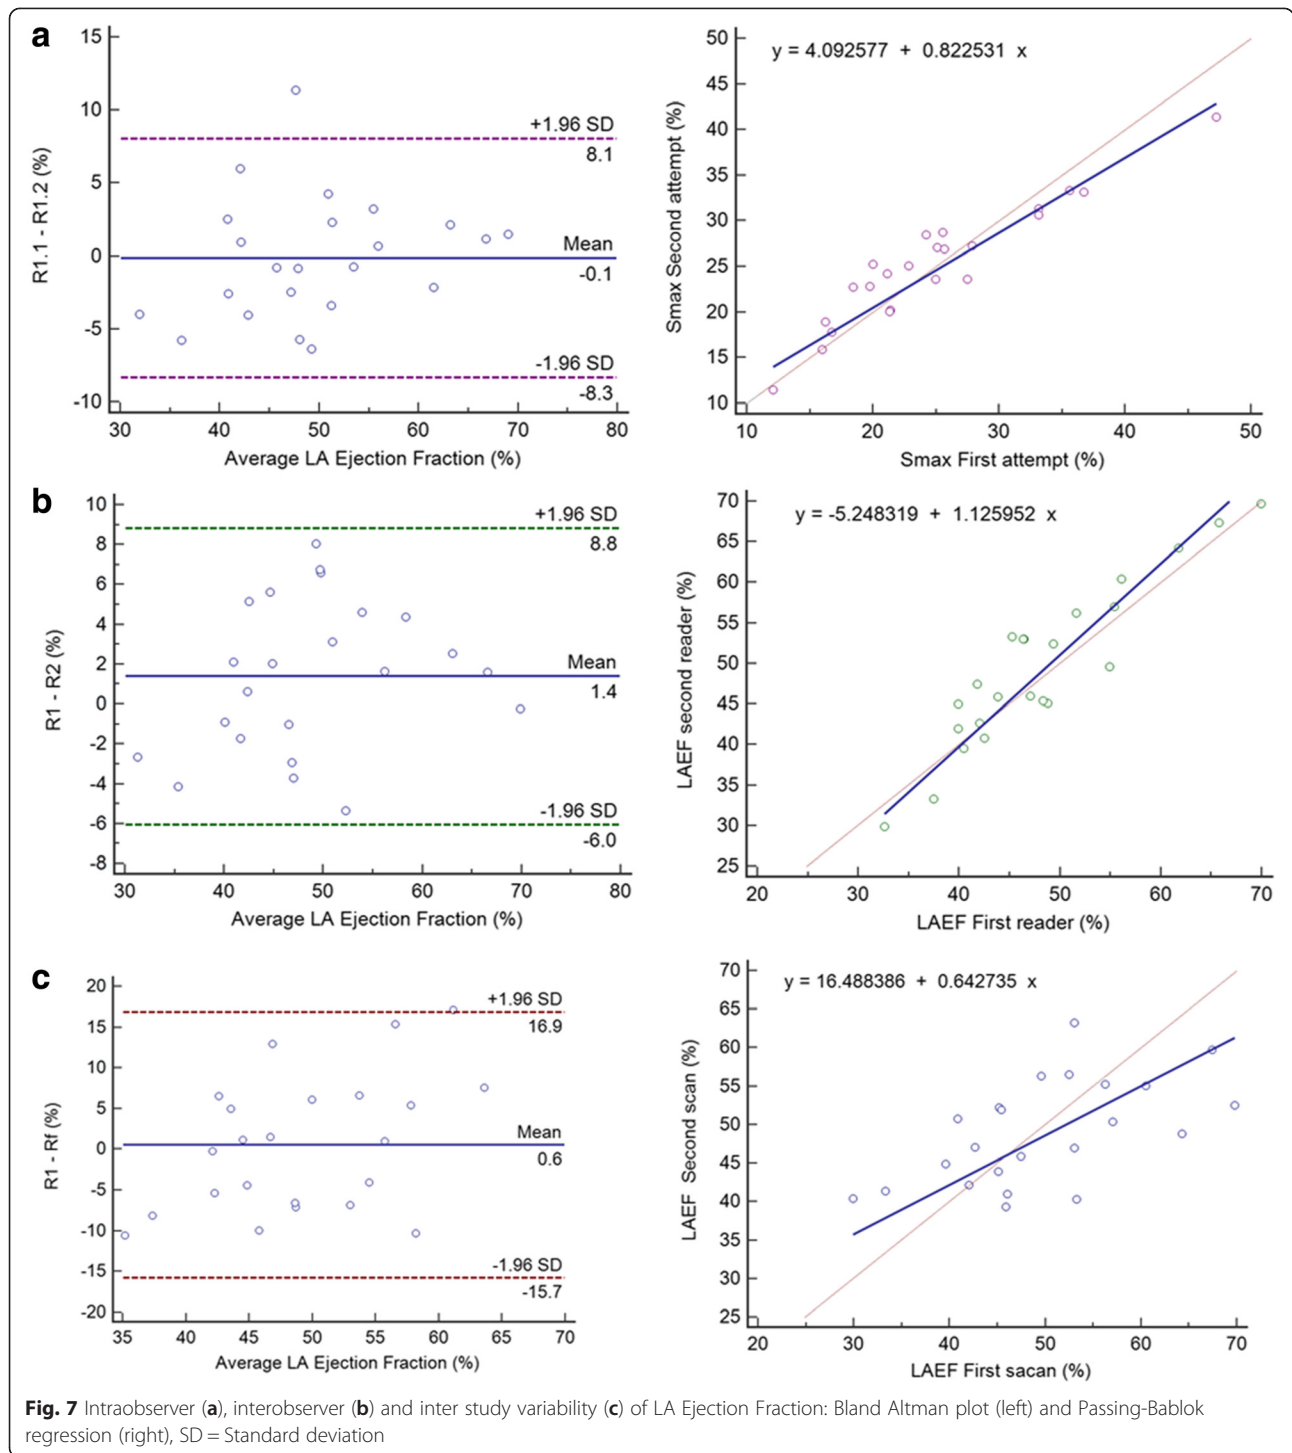 a
15
10
5
0
-5
-10
R1.1 - R1.2 (%)
+1.96 SD
8.1
Mean
-0.1
-1.96 SD
-8.3
30 40 50 60 70 80
Average LA Ejection Fraction (%)
y = 4.092577 + 0.822531 x
50
45
40
35
30
25
20
15
10
Smax Second attempt (%)
10 20 30 40 50
Smax First attempt (%)
b
10
8
6
4
2
0
-2
-4
-6
-8
R1 - R2 (%)
+1.96 SD
8.8
Mean
1.4
-1.96 SD
-6.0
30 40 50 60 70 80
Average LA Ejection Fraction (%)
y = -5.248319 + 1.125952 x
70
65
60
55
50
45
40
35
30
25
LAEF second reader (%)
20 30 40 50 60 70
LAEF First reader (%)
c
20
15
10
5
0
-5
-10
-15
-20
R1 - Rf (%)
+1.96 SD
16.9
Mean
0.6
-1.96 SD
-15.7
35 40 45 50 55 60 65 70
Average LA Ejection Fraction (%)
y = 16.488386 + 0.642735 x
70
65
60
55
50
45
40
35
30
25
LAEF Second scan (%)
20 30 40 50 60 70
LAEF First sacan (%)
Fig. 7 Intraobserver (a), interobserver (b) and inter study variability (c) of LA Ejection Fraction: Bland Altman plot (left) and Passing-Bablok
regression (right), SD = Standard deviation